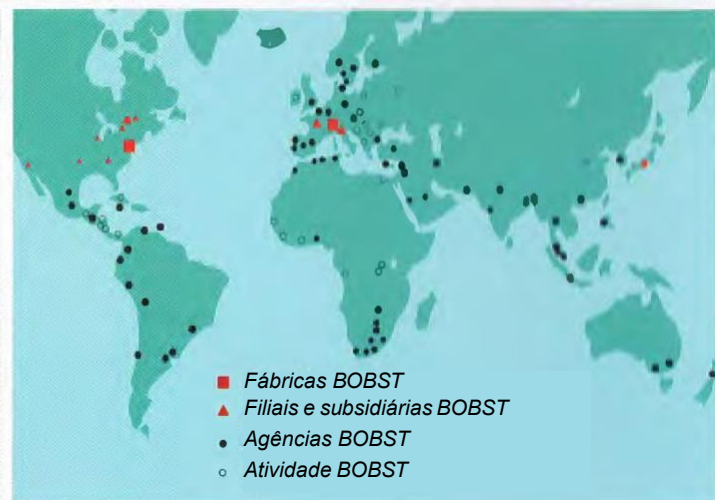 Fábricas BOBST
Filiais e subsidiárias BOBST
Agências BOBST
Atividade BOBST